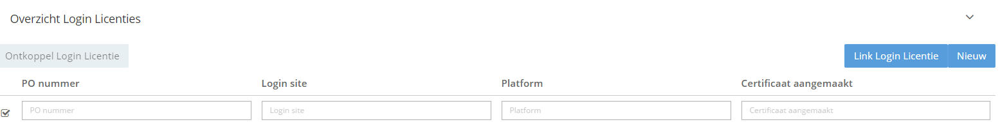 Overzicht Login Licenties
Ontkoppel Login Licentie Link Login Licentie Nieuw
PO nummer Login site Platform Certificaat aangemaakt
PO nummer Login site Platform Certificaat aangemaakt